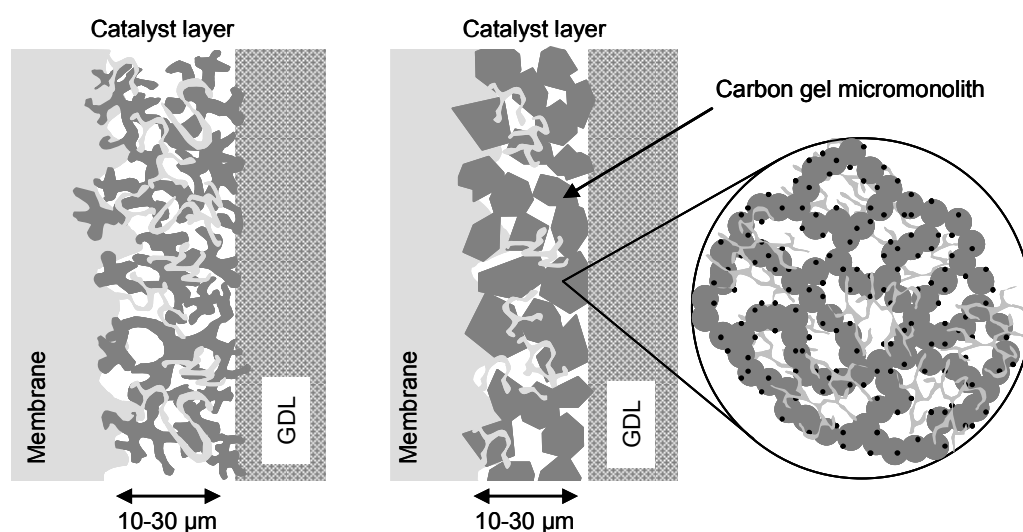 Catalyst layer
Membrane
GDL
10-30 µm
Catalyst layer
Carbon gel micromonolith
Membrane
GDL
10-30 µm